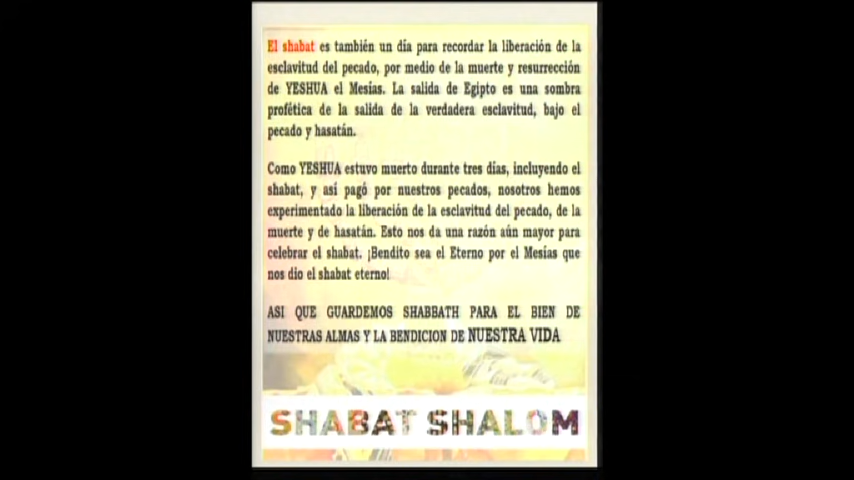 El shabat es también un día para recordar la liberación de la
esclavitud del pecado, por medio de la muerte y resurrección
de YESHUA el Mesías. La salida de Egipto es una sombra
profética de la salida de la verdadera esclavitud, bajo el
pecado y hasatán.
Como YESHUA estuvo muerto durante tres días, incluyendo el
shabat, y así pagó por nuestros pecados, nosotros hemos
experimentado la liberación de la esclavitud del pecado, de la
muerte y de hasatán. Esto nos da una razón aún mayor para
celebrar el shabat. ¡Bendito sea el Eterno por el Mesías que
nos dio el shabat eterno!
ASI QUE GUARDEMOS SHABBATH PARA EL BIEN DE
NUESTRAS ALMAS Y LA BENDICION DE NUESTRA VIDA
SHABAT SHALOM